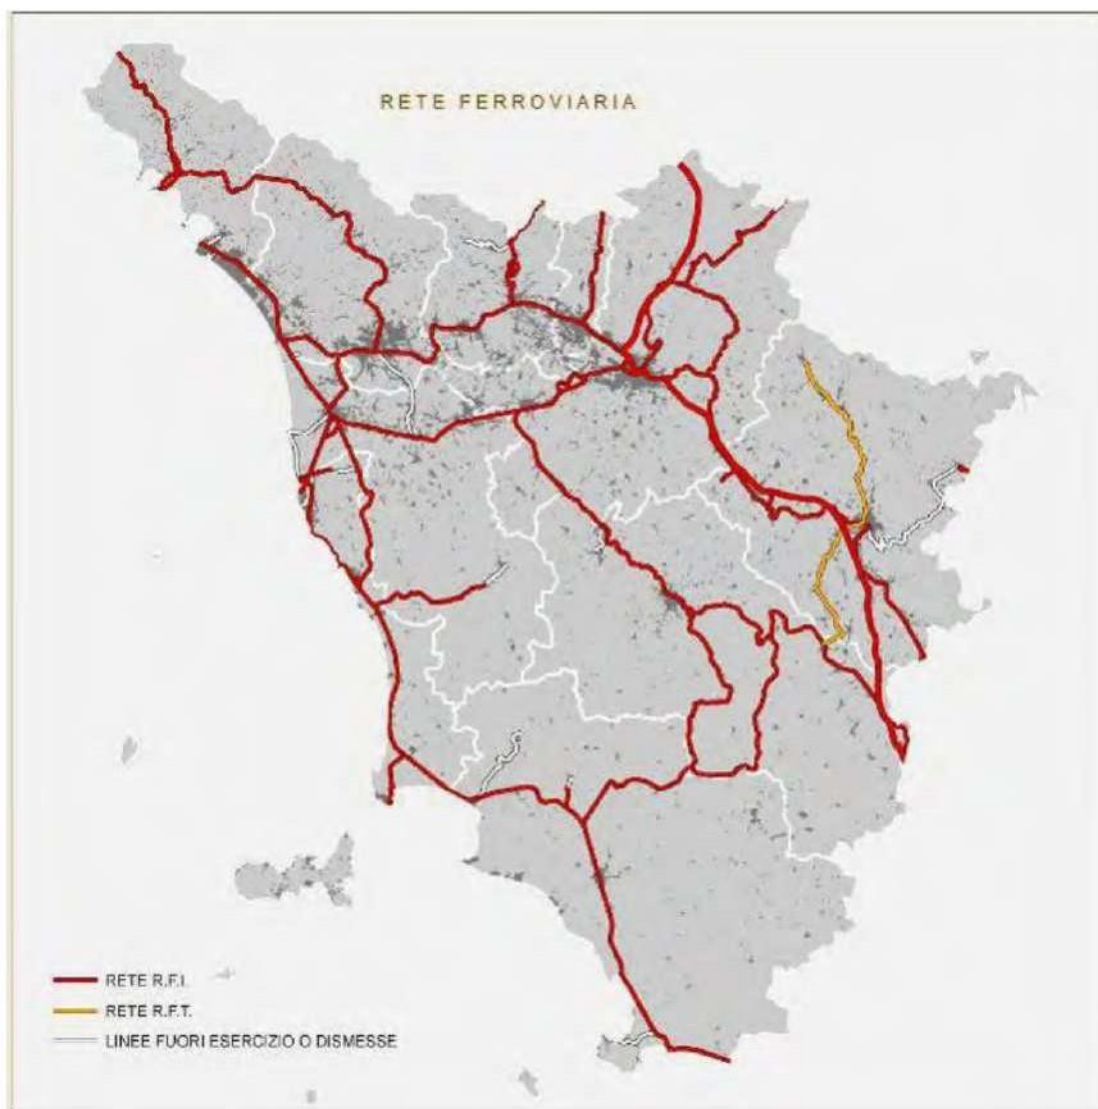 RETE FERROVIARIA
RETE R.F.I.
RETE R.F.T.
LINEE FUORI ESERCIZIO O DISMESSE